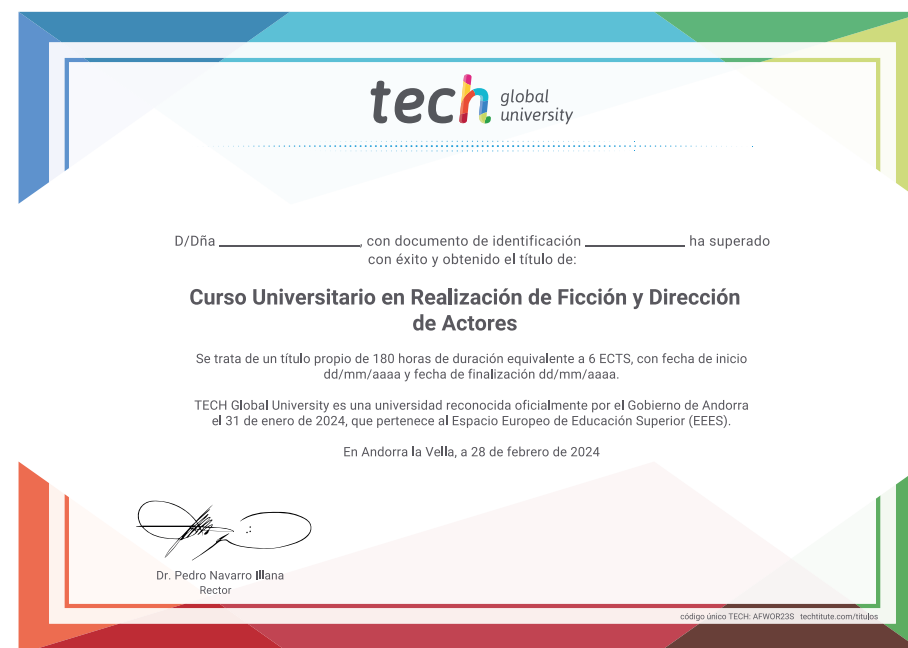 tech global
university
D/Dña ______________, con documento de identificación __________ ha superado
con éxito y obtenido el título de:
Curso Universitario en Realización de Ficción y Dirección
de Actores
Se trata de un título propio de 180 horas de duración equivalente a 6 ECTS, con fecha de inicio
dd/mm/aaaa y fecha de finalización dd/mm/aaaa.
TECH Global University es una universidad reconocida oficialmente por el Gobierno de Andorra
el 31 de enero de 2024, que pertenece al Espacio Europeo de Educación Superior (EEES).
En Andorra la Vella, a 28 de febrero de 2024
Dr. Pedro Navarro Illana
Rector
código único TECH: AFWOR23S techtitute.com/titulos